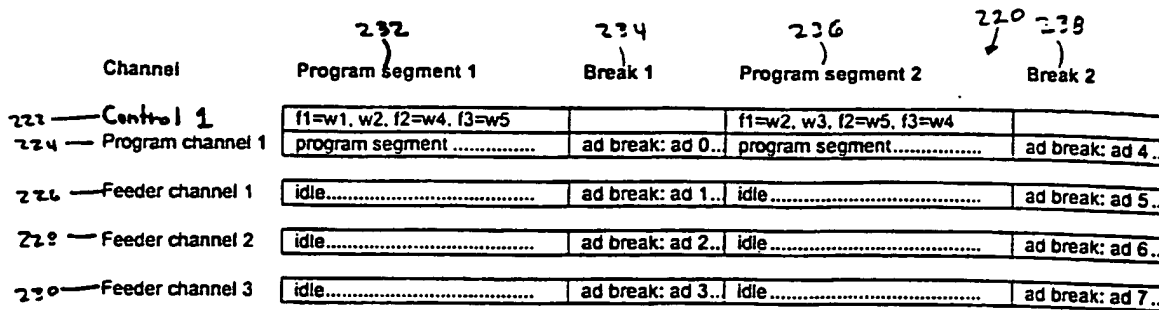 232 234 236 220 238
Channel Program segment 1 Break 1 Program segment 2 Break 2
222 Control 1 f1=w1, w2, f2=w4, f3=w5 f1=w2, w3, f2=w5, f3=w4
224 Program channel 1 program segment ............... ad break: ad 0.. program segment................. ad break: ad 4..
226 Feeder channel 1 idle.................................... ad break: ad 1.. idle.................................... ad break: ad 5..
228 Feeder channel 2 idle.................................... ad break: ad 2.. idle.................................... ad break: ad 6..
230 Feeder channel 3 idle.................................... ad break: ad 3.. idle.................................... ad break: ad 7..